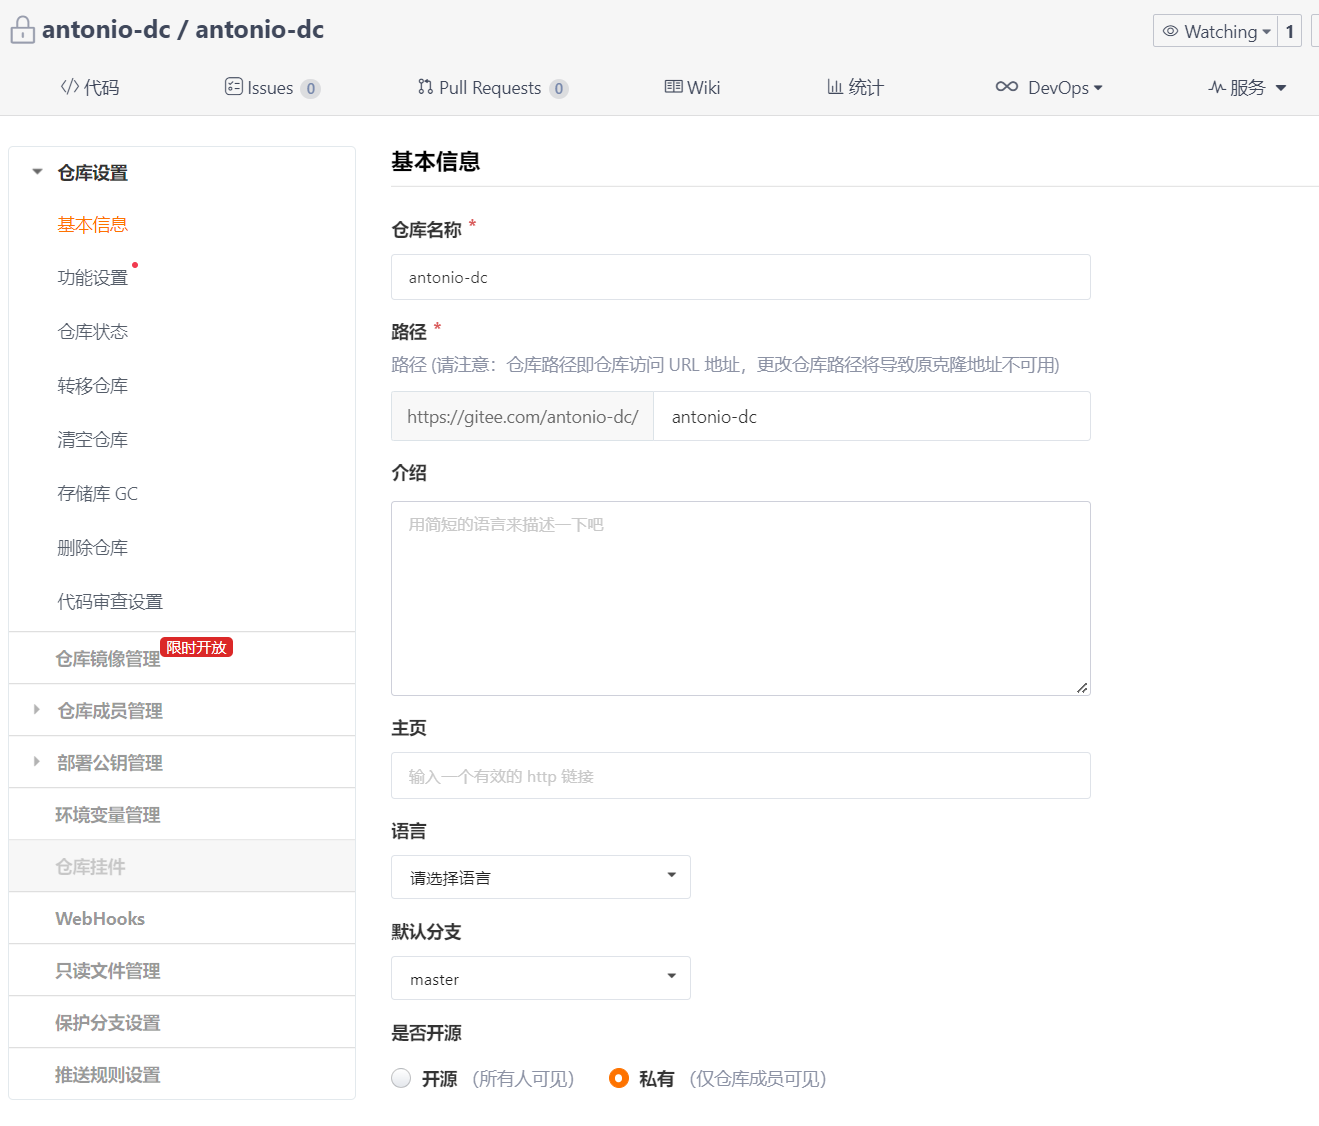 antonio-dc / antonio-dc
Watching 1
代码
Issues 0
Pull Requests 0
Wiki
统计
DevOps
服务
仓库设置
基本信息
功能设置
仓库状态
转移仓库
清空仓库
存储库 GC
删除仓库
代码审查设置
仓库镜像管理 限时开放
仓库成员管理
部署公钥管理
环境变量管理
仓库挂件
WebHooks
只读文件管理
保护分支设置
推送规则设置
基本信息
仓库名称 *
antonio-dc
路径 *
路径 (请注意：仓库路径即仓库访问 URL 地址，更改仓库路径将导致原克隆地址不可用)
https://gitee.com/antonio-dc/ antonio-dc
介绍
用简短的语言来描述一下吧
主页
输入一个有效的 http 链接
语言
请选择语言
默认分支
master
是否开源
开源 (所有人可见) 私有 (仅仓库成员可见)